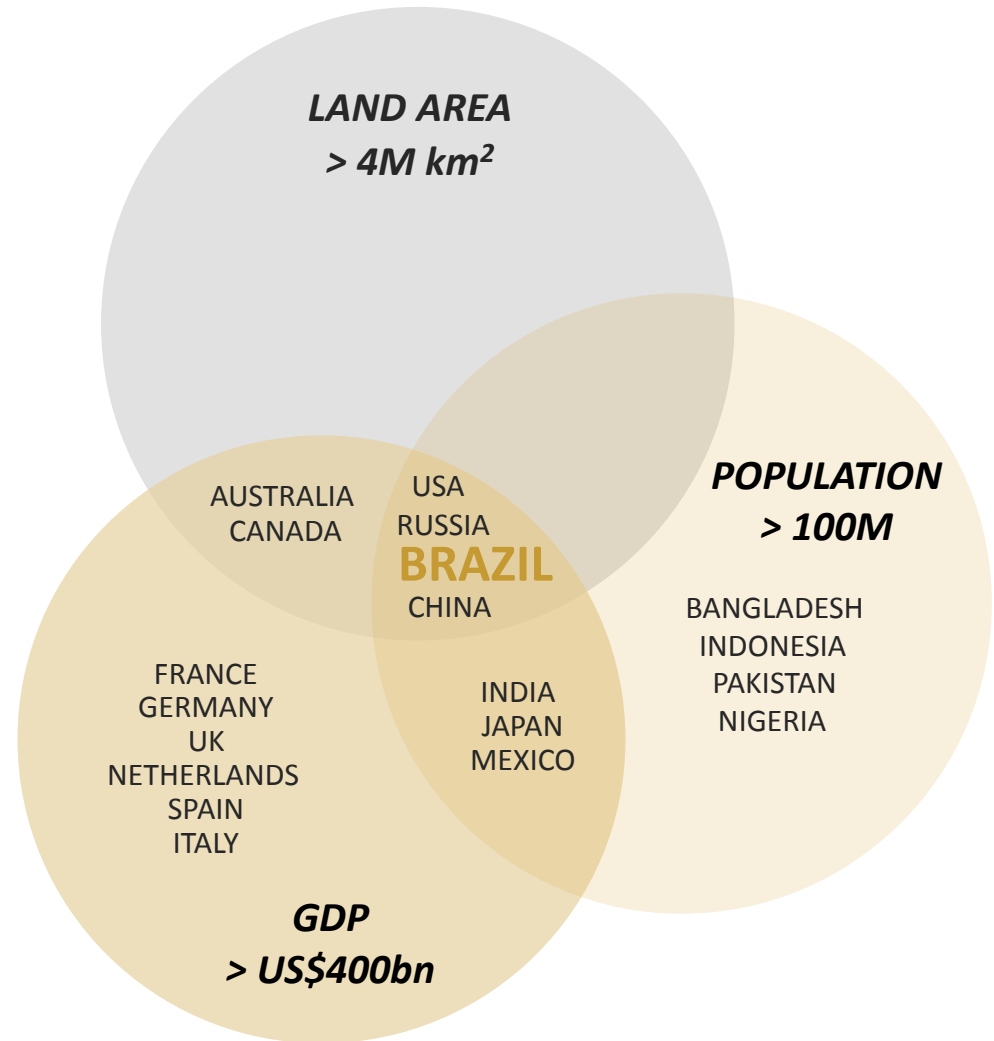 LAND AREA
> 4M km²
POPULATION
> 100M
AUSTRALIA
CANADA
USA
RUSSIA
BRAZIL
CHINA
BANGLADESH
INDONESIA
PAKISTAN
NIGERIA
FRANCE
GERMANY
UK
NETHERLANDS
SPAIN
ITALY
INDIA
JAPAN
MEXICO
GDP
> US$400bn